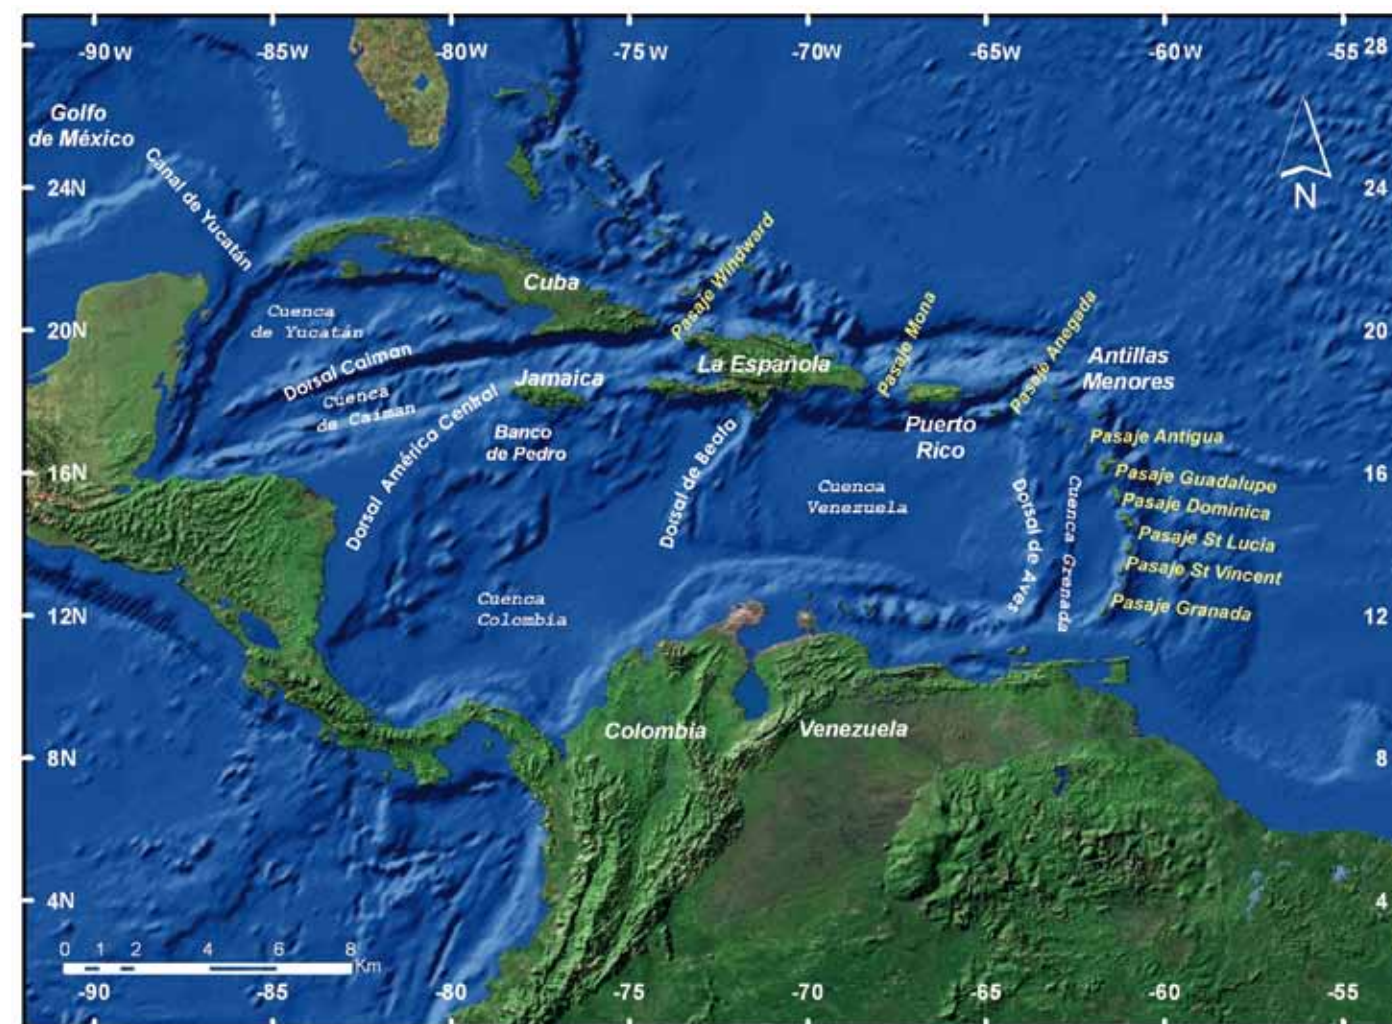 -90W -85W -80W -75W -70W -65W -60W -55 28
Golfo
de México
Canal de Yucatán
24N 24
Pasaje Windward
Cuba
Cuenca
de Yucatán
20N 20
Pasaje Mona
Pasaje Anegada
Antillas
Menores
Dorsal Caiman
La Española
Jamaica
Cuenca
de Caiman
Dorsal América Central
Banco
de Pedro
Dorsal de Beata
Puerto
Rico
Pasaje Antigua
16N 16
Pasaje Guadalupe
Cuenca
Venezuela
Dorsal de Aves
Cuenca Grenada
Pasaje Dominica
Pasaje St Lucia
Pasaje St Vincent
Pasaje Granada
Cuenca
Colombia
12N 12
Colombia
Venezuela
8N 8
4N 4
0 1 2 4 6 8
Km
-90 -85 -80 -75 -70 -65 -60 -55
N